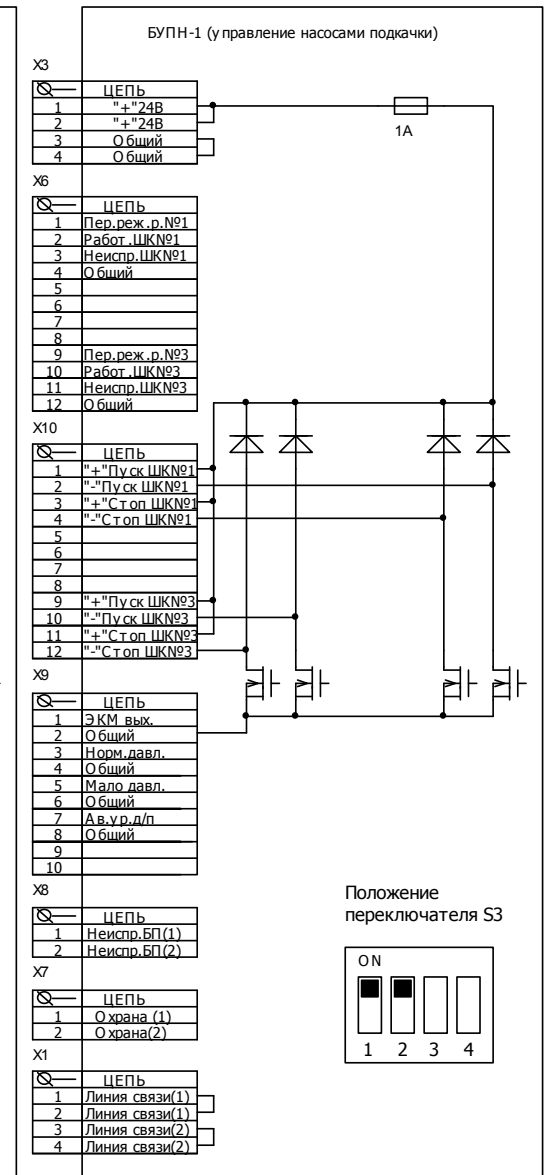 БУПН-1 (управление насосами подкачки)
X3
ЦЕПЬ
1 "+"24В
2 "+"24В
3 Общий
4 Общий
1А
X6
ЦЕПЬ
1 Пер.реж.р.№1
2 Работ.ШК№1
3 Неиспр.ШК№1
4 Общий
5
6
7
8
9 Пер.реж.р.№3
10 Работ.ШК№3
11 Неиспр.ШК№3
12 Общий
X10
ЦЕПЬ
1 "+"Пуск ШК№1
2 "-"Пуск ШК№1
3 "+"Стоп ШК№1
4 "-"Стоп ШК№1
5
6
7
8
9 "+"Пуск ШК№3
10 "-"Пуск ШК№3
11 "+"Стоп ШК№3
12 "-"Стоп ШК№3
X9
ЦЕПЬ
1 ЭКМ вых.
2 Общий
3 Норм.давл.
4 Общий
5 Мало давл.
6 Общий
7 Ав.ур.д/п
8 Общий
9
10
X8
ЦЕПЬ
1 Неиспр.БП(1)
2 Неиспр.БП(2)
X7
ЦЕПЬ
1 Охрана (1)
2 Охрана(2)
X1
ЦЕПЬ
1 Линия связи(1)
2 Линия связи(1)
3 Линия связи(2)
4 Линия связи(2)
Положение
переключателя S3
ON
1 2 3 4